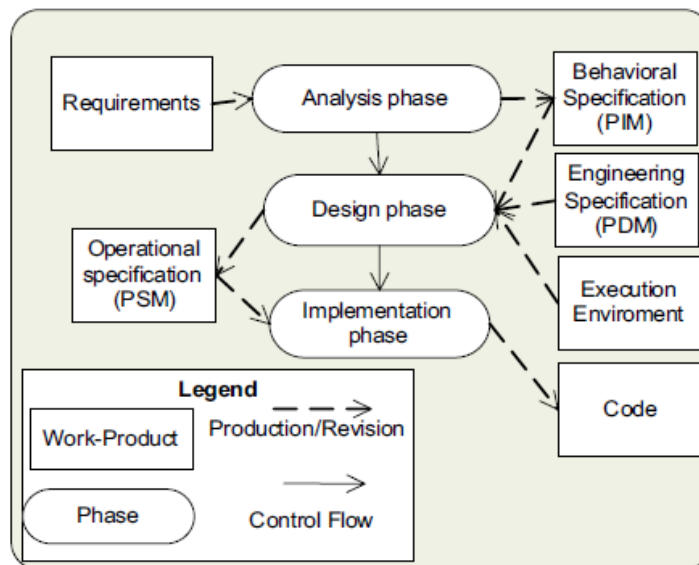 Requirements
Analysis phase
Behavioral
Specification
(PIM)
Engineering
Specification
(PDM)
Design phase
Operational
specification
(PSM)
Execution
Enviroment
Implementation
phase
Code
Legend
Work-Product
Production/Revision
Phase
Control Flow